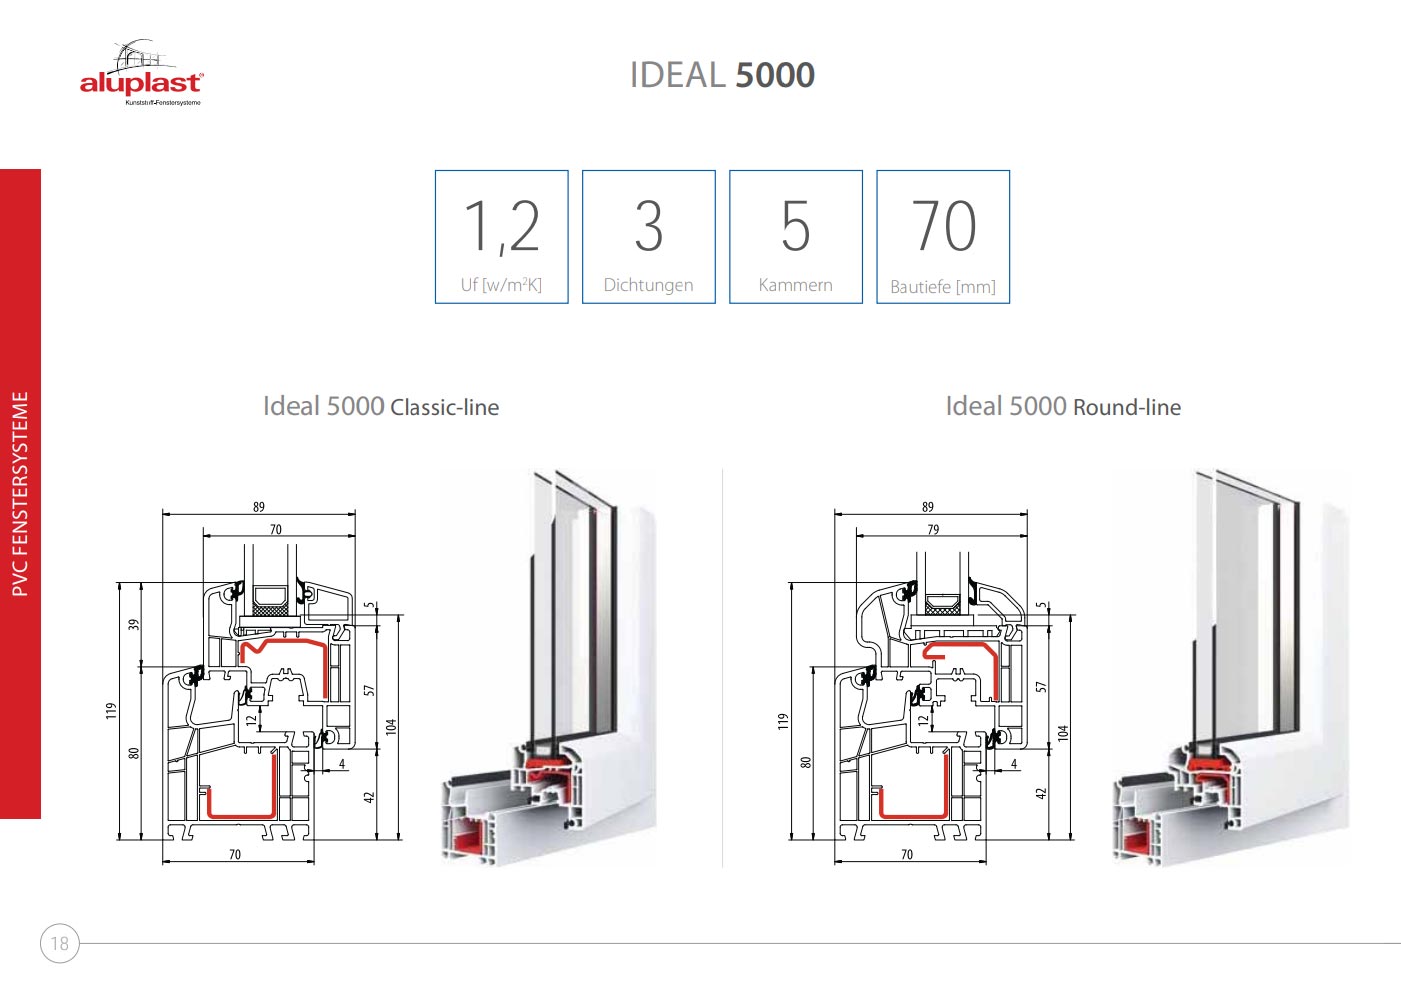 aluplast®
Kunststoff-Fenstersysteme
IDEAL 5000
1,2
Uf [w/m²K]
3
Dichtungen
5
Kammern
70
Bautiefe [mm]
PVC FENSTERSYSTEME
Ideal 5000 Classic-line
89
70
5
39
57
119
104
12
80
4
42
70
Ideal 5000 Round-line
89
79
5
57
119
104
12
80
4
42
70
18